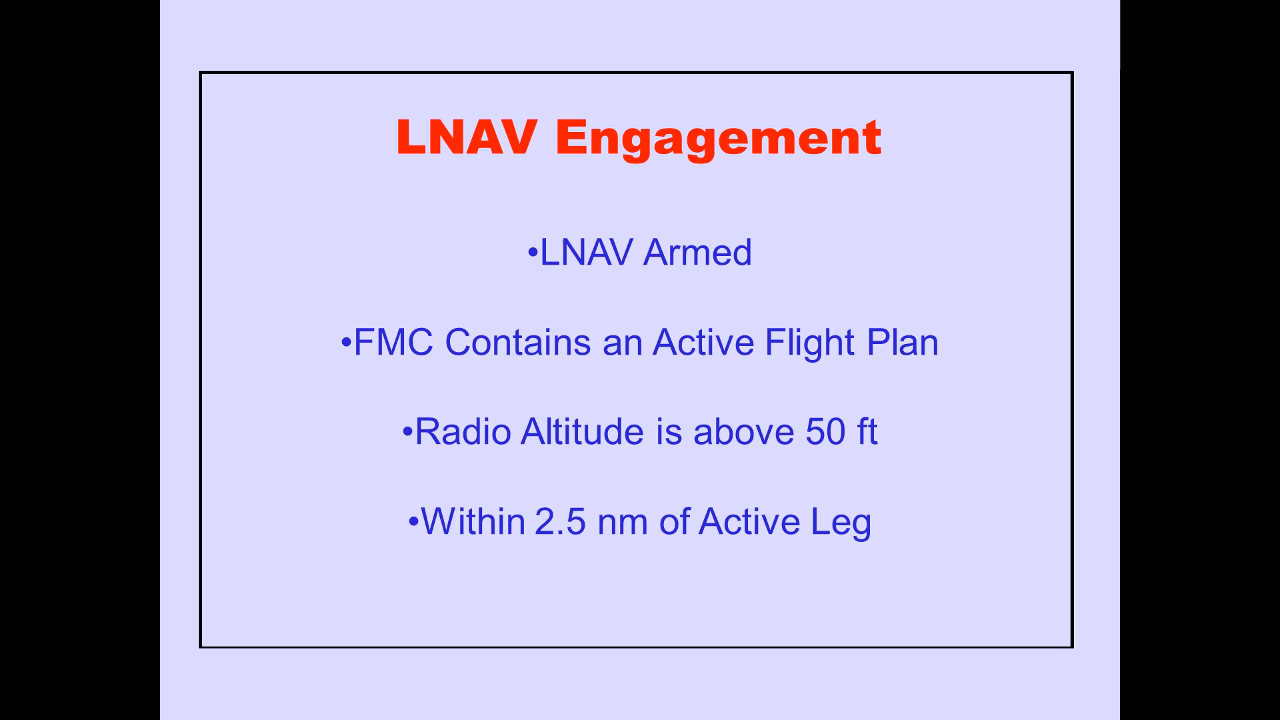 LNAV Engagement
•LNAV Armed
•FMC Contains an Active Flight Plan
•Radio Altitude is above 50 ft
•Within 2.5 nm of Active Leg